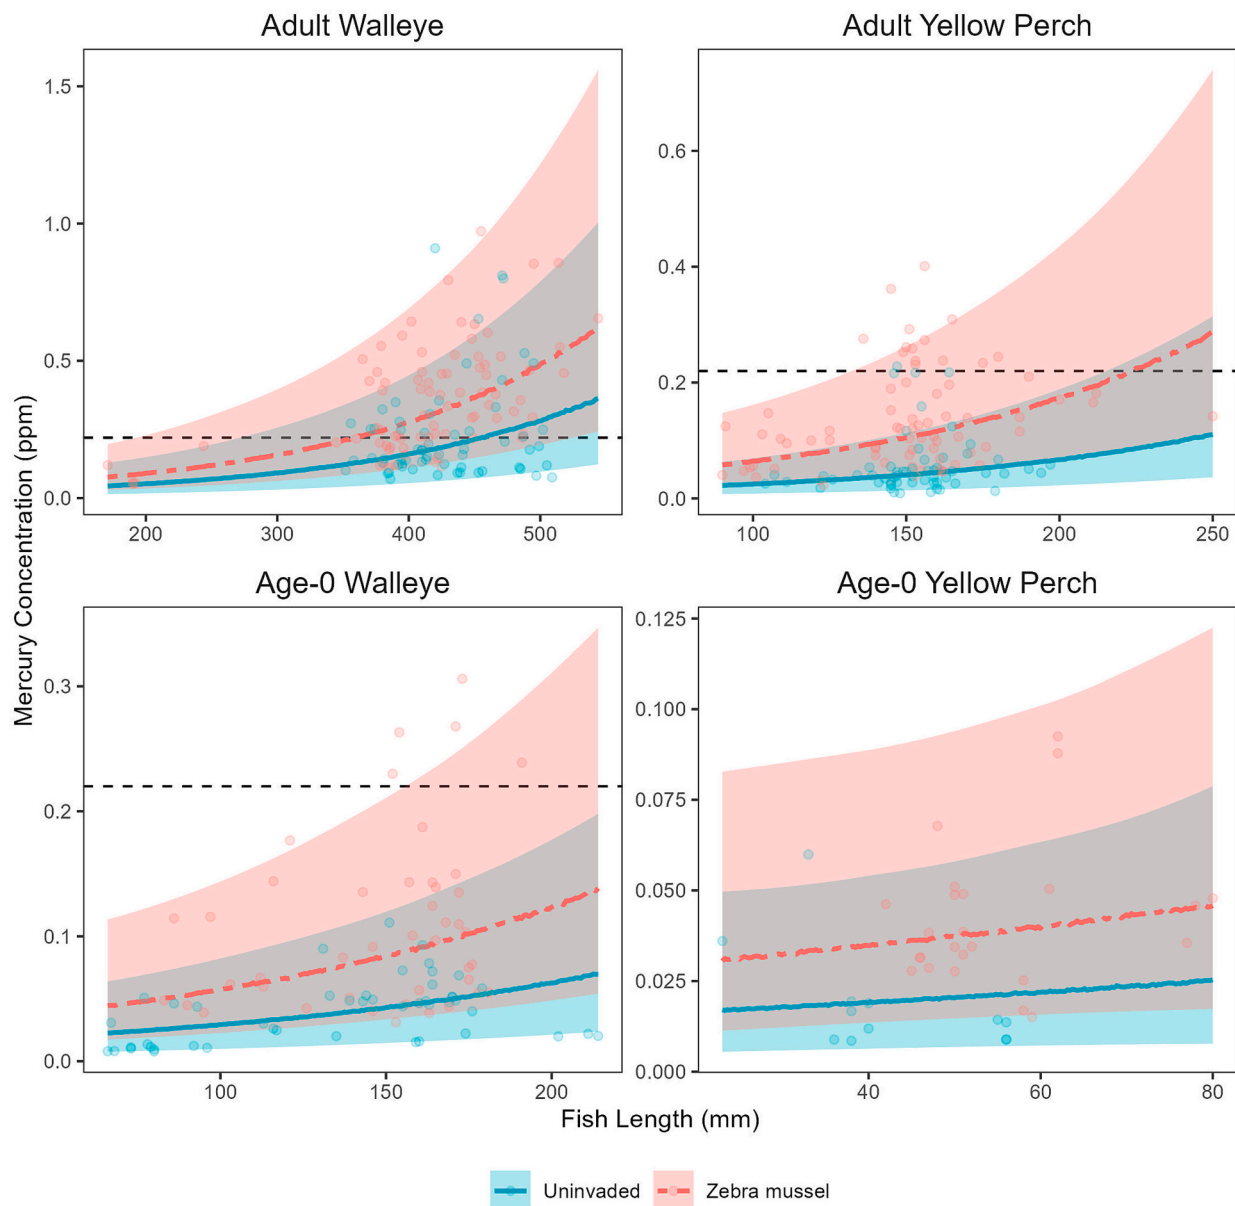 Adult Walleye
Adult Yellow Perch
1.5
1.0
0.5
0.0
200 300 400 500
0.6
0.4
0.2
0.0
100 150 200 250
Mercury Concentration (ppm)
Age-0 Walleye
Age-0 Yellow Perch
0.3
0.2
0.1
0.0
100 150 200
0.125
0.100
0.075
0.050
0.025
0.000
40 60 80
Fish Length (mm)
Uninvaded Zebra mussel